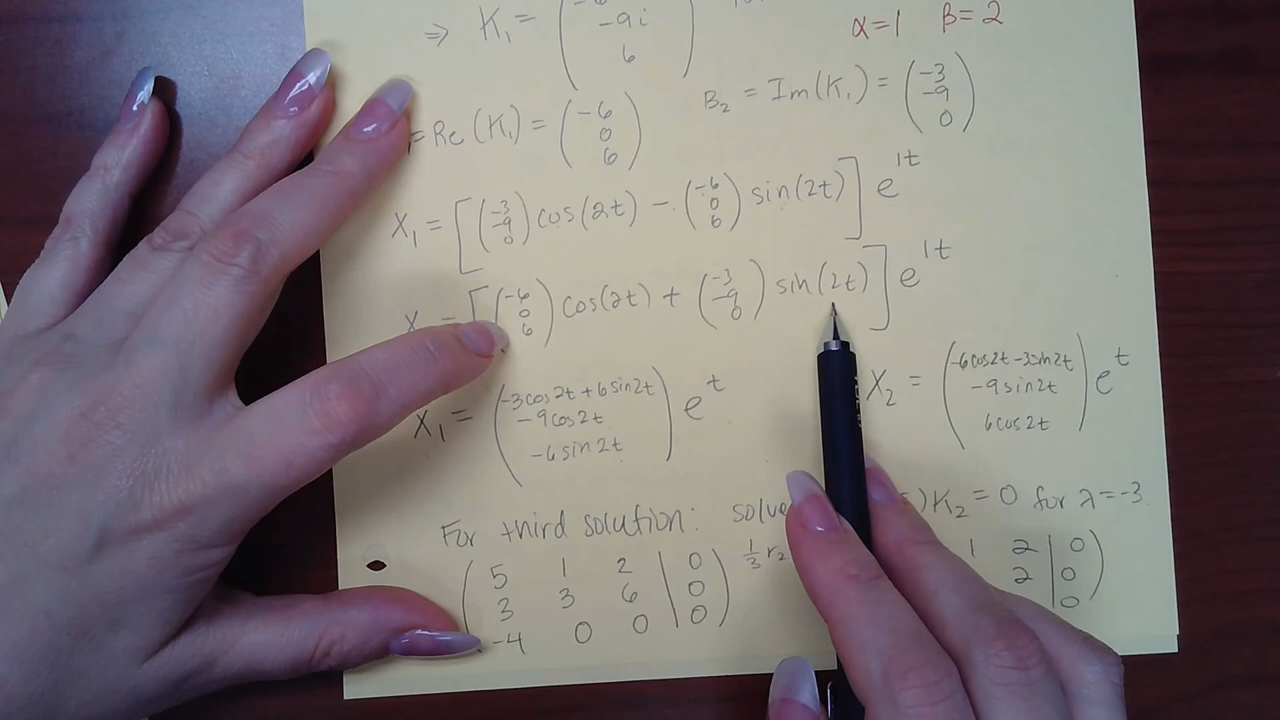 ⇒ K₁ = ( -9i 6 )
α=1 β=2
= Re(K₁) = ( -6 0 6 ) B₂ = Im(K₁) = ( -3 -9 0 )
X₁ = [ ( -3 -9 0 ) cos(2t) - ( -6 0 6 ) sin(2t) ] e^1t
X = [ ( -6 0 6 ) cos(2t) + ( -3 -9 0 ) sin(2t) ] e^1t
X₁ = ( -3cos2t + 6sin2t -9cos2t -6sin2t ) e^t X₂ = ( -6cos2t - 3sin2t -9sin2t 6cos2t ) e^t
For third solution: solve )K₂ = 0 for λ=-3.
( 5 1 2 | 0 1/3 r₂ 1 2 | 0 )
3 3 6 | 0 2 | 0
-4 0 0 | 0 ) | 0